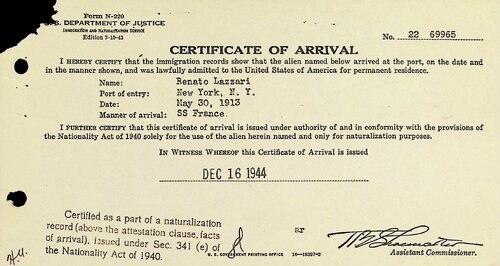 Form N-220
U. S. DEPARTMENT OF JUSTICE
IMMIGRATION AND NATURALIZATION SERVICE
Edition 7-15-43
No. 22 69965
CERTIFICATE OF ARRIVAL
I HEREBY CERTIFY that the immigration records show that the alien named below arrived at the port, on the date and
in the manner shown, and was lawfully admitted to the United States of America for permanent residence.
Name: Renato Lazzari
Port of entry: New York, N. Y.
Date: May 30, 1913
Manner of arrival: SS France
I FURTHER CERTIFY that this certificate of arrival is issued under authority of and in conformity with the provisions of
the Nationality Act of 1940 solely for the use of the alien herein named and only for naturalization purposes.
IN WITNESS WHEREOF this Certificate of Arrival is issued
DEC 16 1944
Certified as a part of a naturalization
record (above the attestation clause, facts
of arrival), issued under Sec. 341 (e) of
the Nationality Act of 1940.
ar
Assistant Commissioner.
U. S. GOVERNMENT PRINTING OFFICE